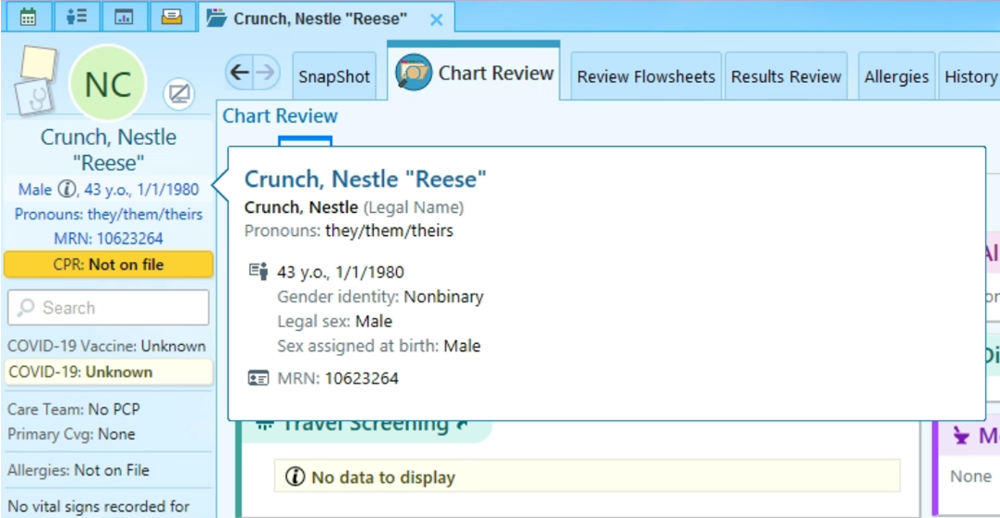 Crunch, Nestle "Reese"
NC
SnapShot
Chart Review
Review Flowsheets
Results Review
Allergies
History
Chart Review
Crunch, Nestle
"Reese"
Male i, 43 y.o., 1/1/1980
Pronouns: they/them/theirs
MRN: 10623264
CPR: Not on file
Search
COVID-19 Vaccine: Unknown
COVID-19: Unknown
Care Team: No PCP
Primary Cvg: None
Allergies: Not on File
No vital signs recorded for
Crunch, Nestle "Reese"
Crunch, Nestle (Legal Name)
Pronouns: they/them/theirs
43 y.o., 1/1/1980
Gender identity: Nonbinary
Legal sex: Male
Sex assigned at birth: Male
MRN: 10623264
Travel Screening
i No data to display
None